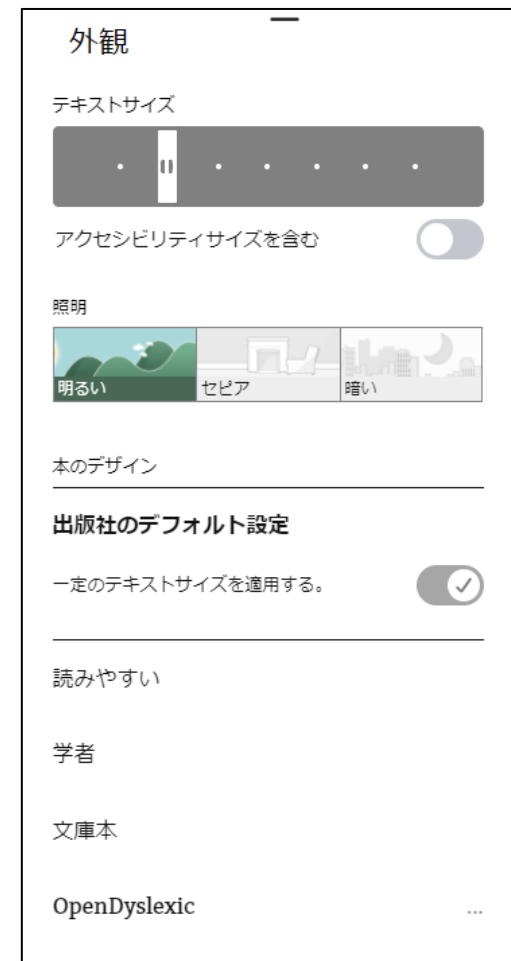 外観
テキストサイズ
アクセシビリティサイズを含む
照明
明るい
セピア
暗い
本のデザイン
出版社のデフォルト設定
一定のテキストサイズを適用する。
読みやすい
学者
文庫本
OpenDyslexic ...